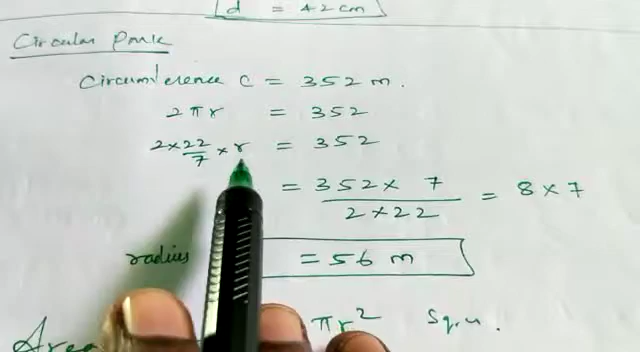 d = 42 cm
Circular Park
Circumference C = 352 m.
2πr = 352
2 × 22/7 × r = 352
= 352 × 7 / 2 × 22 = 8 × 7
radius = 56 m
Area πr² Sq.u.